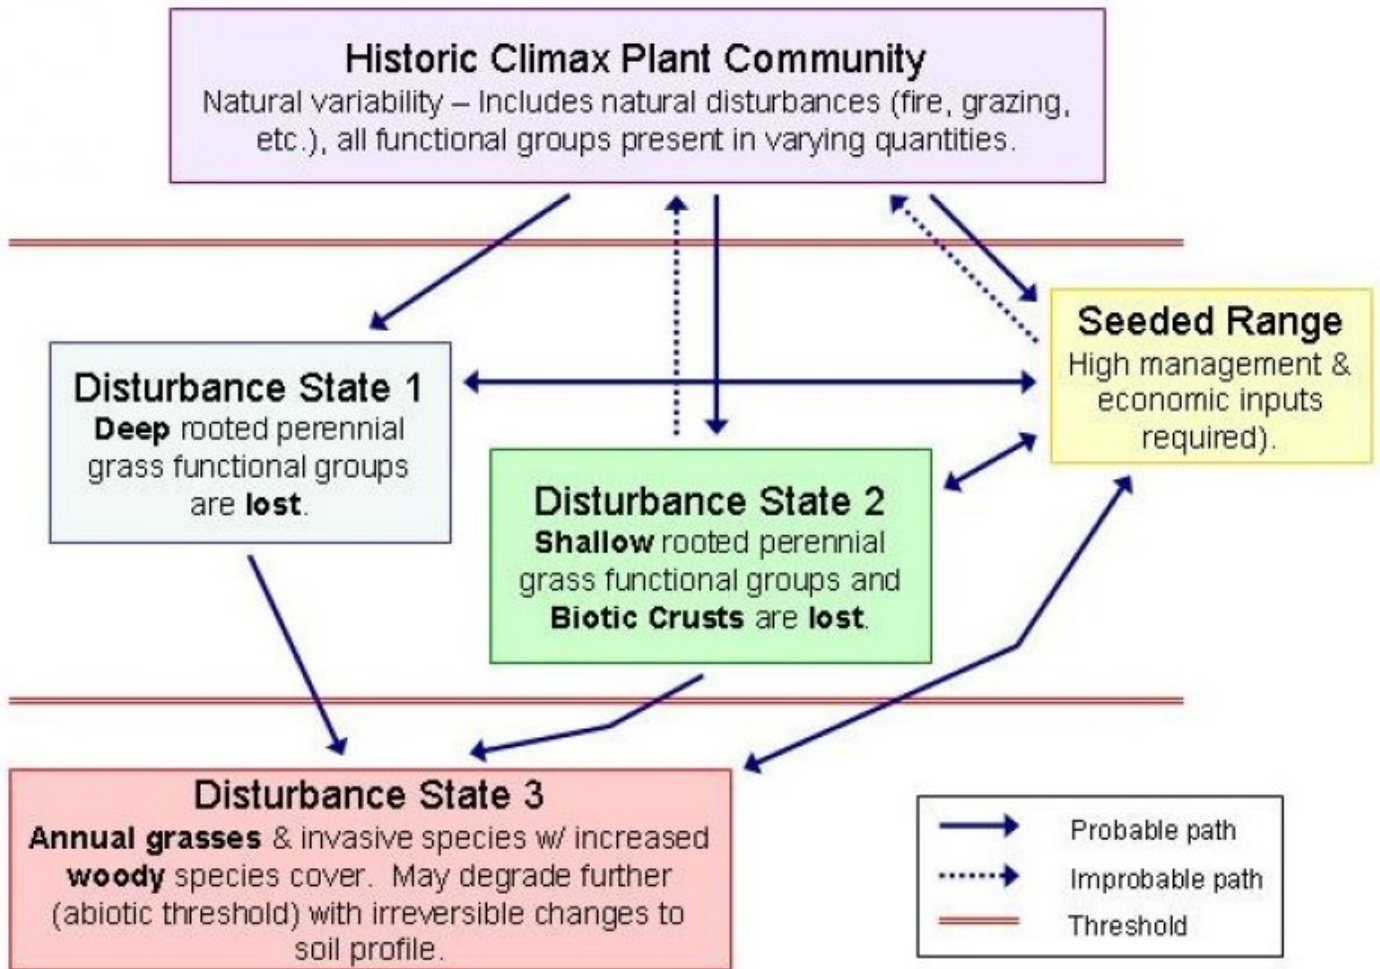 Historic Climax Plant Community
Natural variability – Includes natural disturbances (fire, grazing,
etc.), all functional groups present in varying quantities.
Seeded Range
High management &
economic inputs
required).
Disturbance State 1
Deep rooted perennial
grass functional groups
are lost.
Disturbance State 2
Shallow rooted perennial
grass functional groups and
Biotic Crusts are lost.
Disturbance State 3
Annual grasses & invasive species w/ increased
woody species cover. May degrade further
(abiotic threshold) with irreversible changes to
soil profile.
Probable path
Improbable path
Threshold